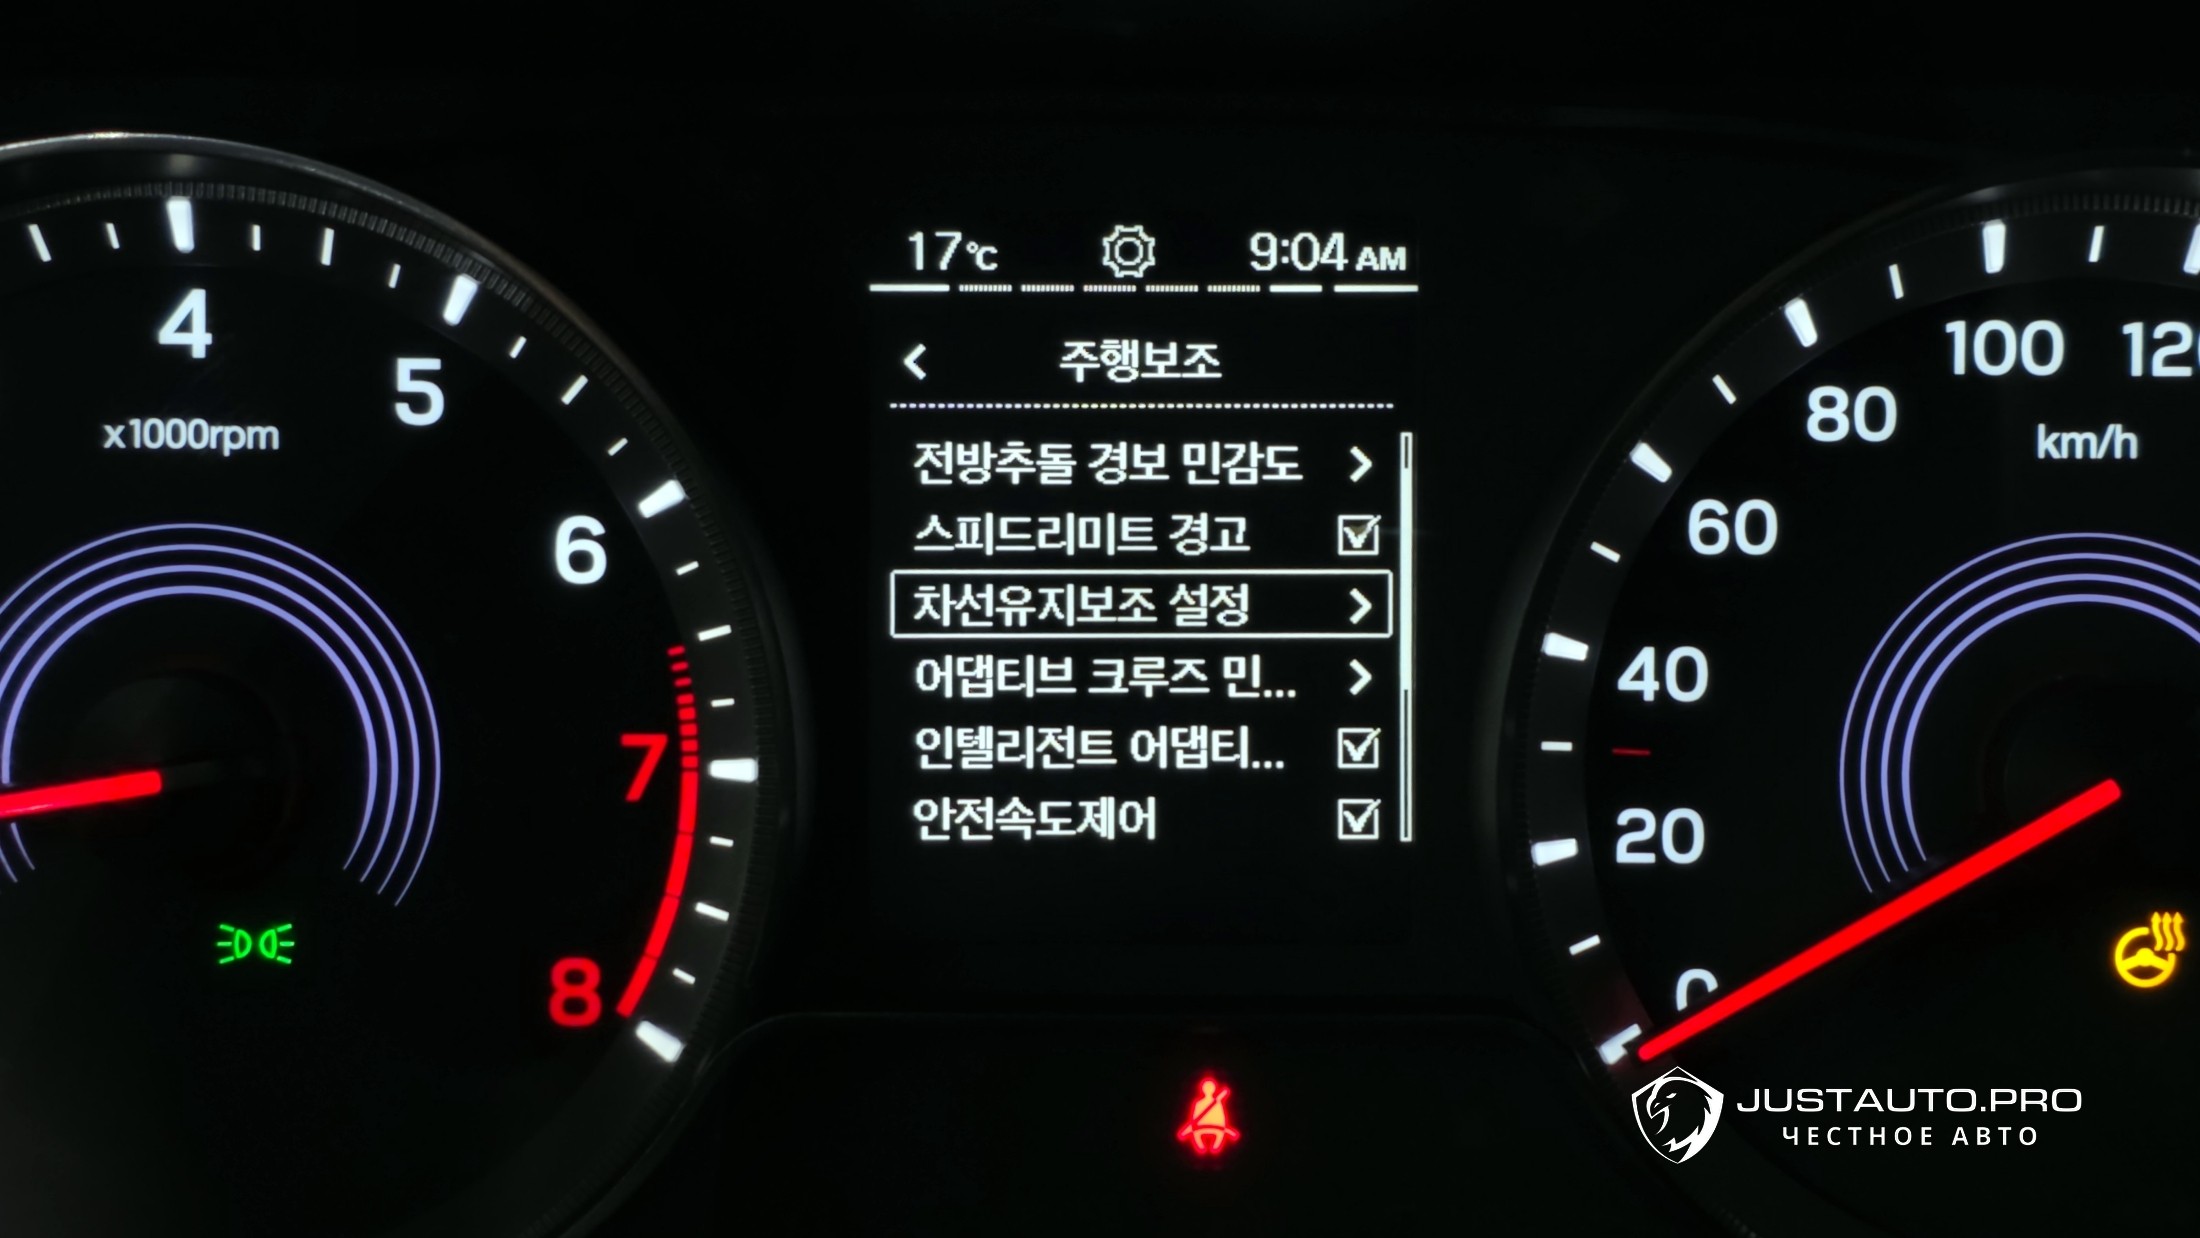 17℃ 9:04 AM
주행보조
전방추돌 경보 민감도
스피드리미트 경고
차선유지보조 설정
어댑티브 크루즈 민...
인텔리전트 어댑티...
안전속도제어
4
5
6
7
8
x1000rpm
0
20
40
60
80
100
120
km/h
JUSTAUTO.PRO
ЧЕСТНОЕ АВТО